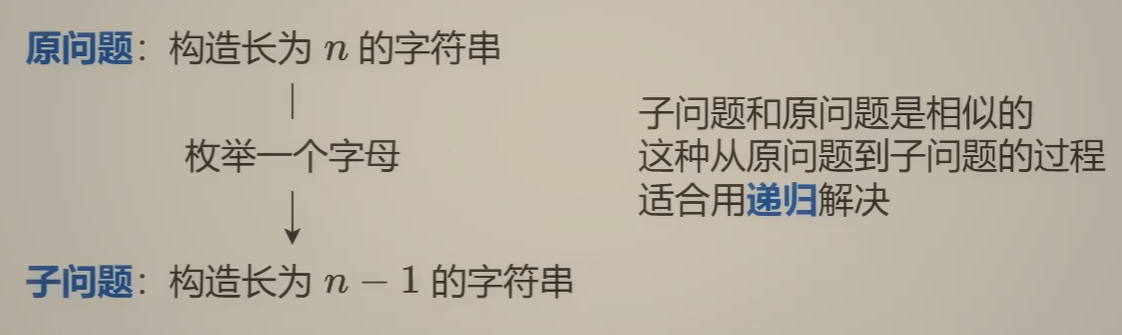 原问题：构造长为 n 的字符串
枚举一个字母
子问题：构造长为 n − 1 的字符串
子问题和原问题是相似的
这种从原问题到子问题的过程
适合用递归解决